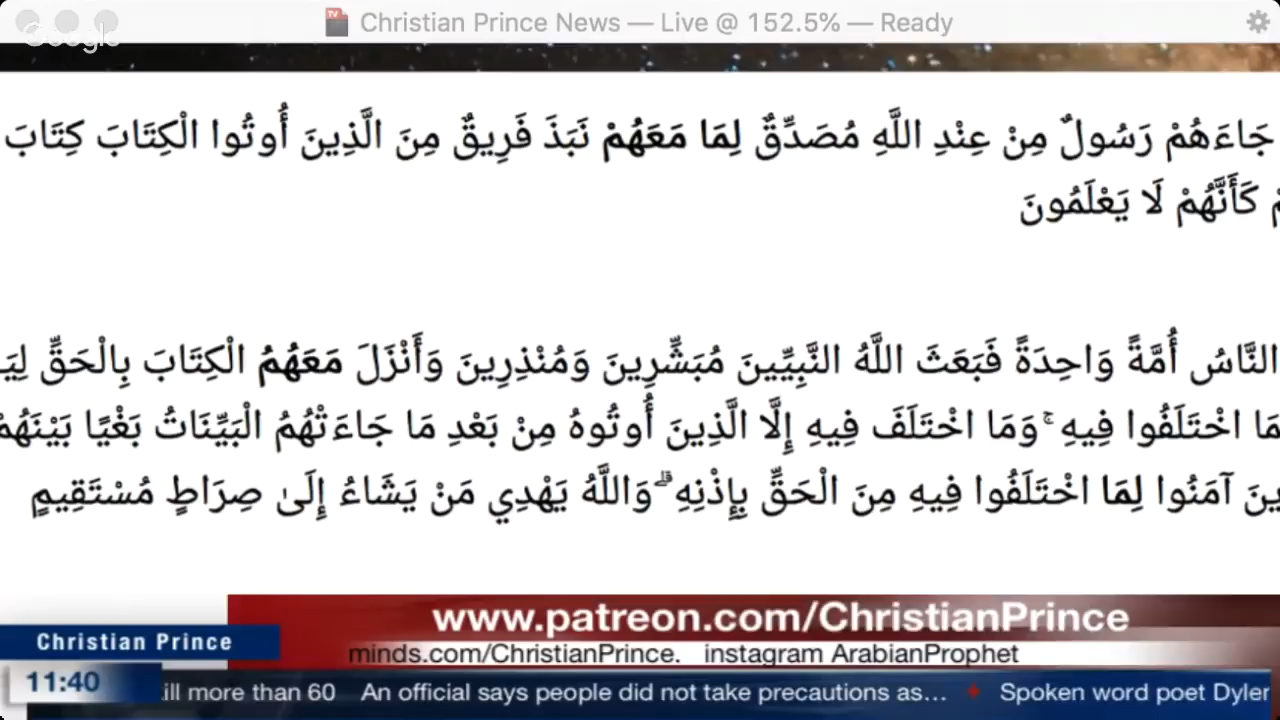 Christian Prince News — Live @ 152.5% — Ready
Google
جَاءَهُمْ رَسُولٌ مِنْ عِنْدِ اللَّهِ مُصَدِّقٌ لِمَا مَعَهُمْ نَبَذَ فَرِيقٌ مِنَ الَّذِينَ أُوتُوا الْكِتَابَ كِتَابَ
كَأَنَّهُمْ لَا يَعْلَمُونَ
النَّاسُ أُمَّةً وَاحِدَةً فَبَعَثَ اللَّهُ النَّبِيِّينَ مُبَشِّرِينَ وَمُنْذِرِينَ وَأَنْزَلَ مَعَهُمُ الْكِتَابَ بِالْحَقِّ
مَا اخْتَلَفُوا فِيهِ ۚ وَمَا اخْتَلَفَ فِيهِ إِلَّا الَّذِينَ أُوتُوهُ مِنْ بَعْدِ مَا جَاءَتْهُمُ الْبَيِّنَاتُ بَغْيًا بَيْنَهُمْ
آمَنُوا لِمَا اخْتَلَفُوا فِيهِ مِنَ الْحَقِّ بِإِذْنِهِ ۗ وَاللَّهُ يَهْدِي مَنْ يَشَاءُ إِلَىٰ صِرَاطٍ مُسْتَقِيمٍ
www.patreon.com/ChristianPrince
Christian Prince
minds.com/ChristianPrince. instagram ArabianProphet
11:40
ill more than 60 An official says people did not take precautions as... Spoken word poet Dyler